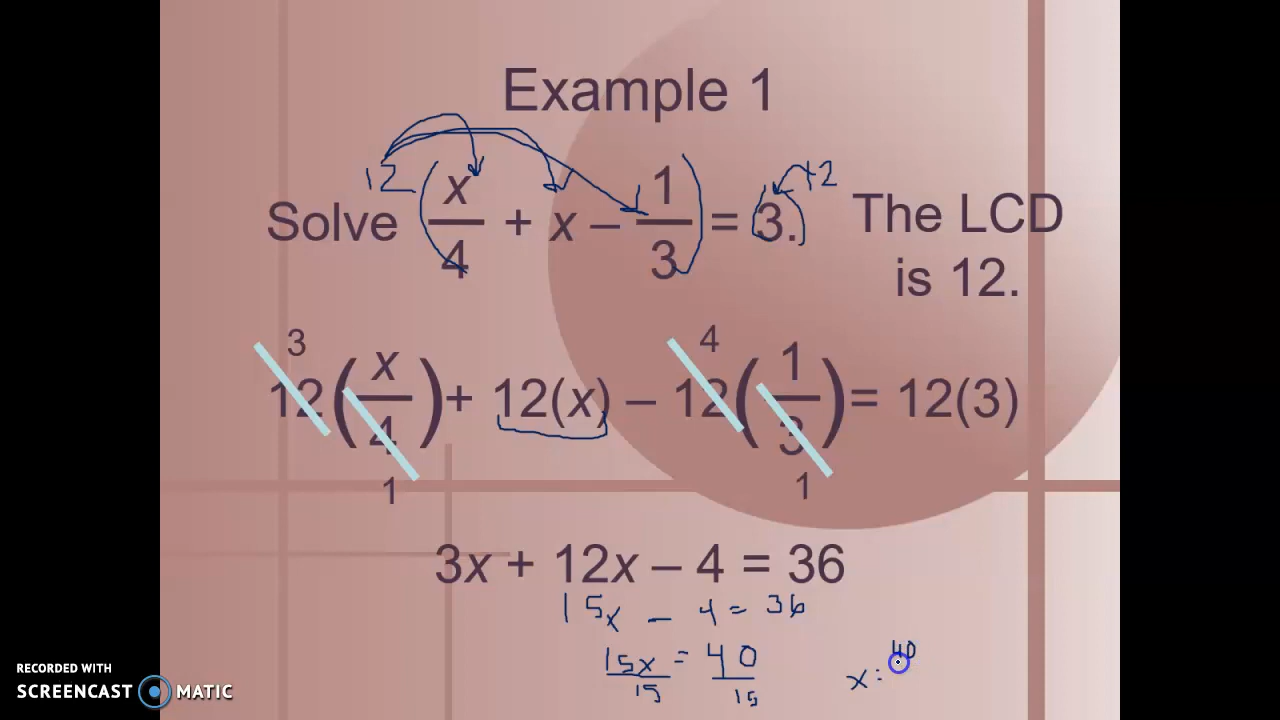 Example 1
12
Solve (x/4 + x – 1/3) = (3.) 12 The LCD is 12.
3 4
12(x/4) + 12(x) – 12(1/3) = 12(3)
1 1
3x + 12x – 4 = 36
15x – 4 = 36
15x = 40
15 15
x = 40
RECORDED WITH
SCREENCAST MATIC